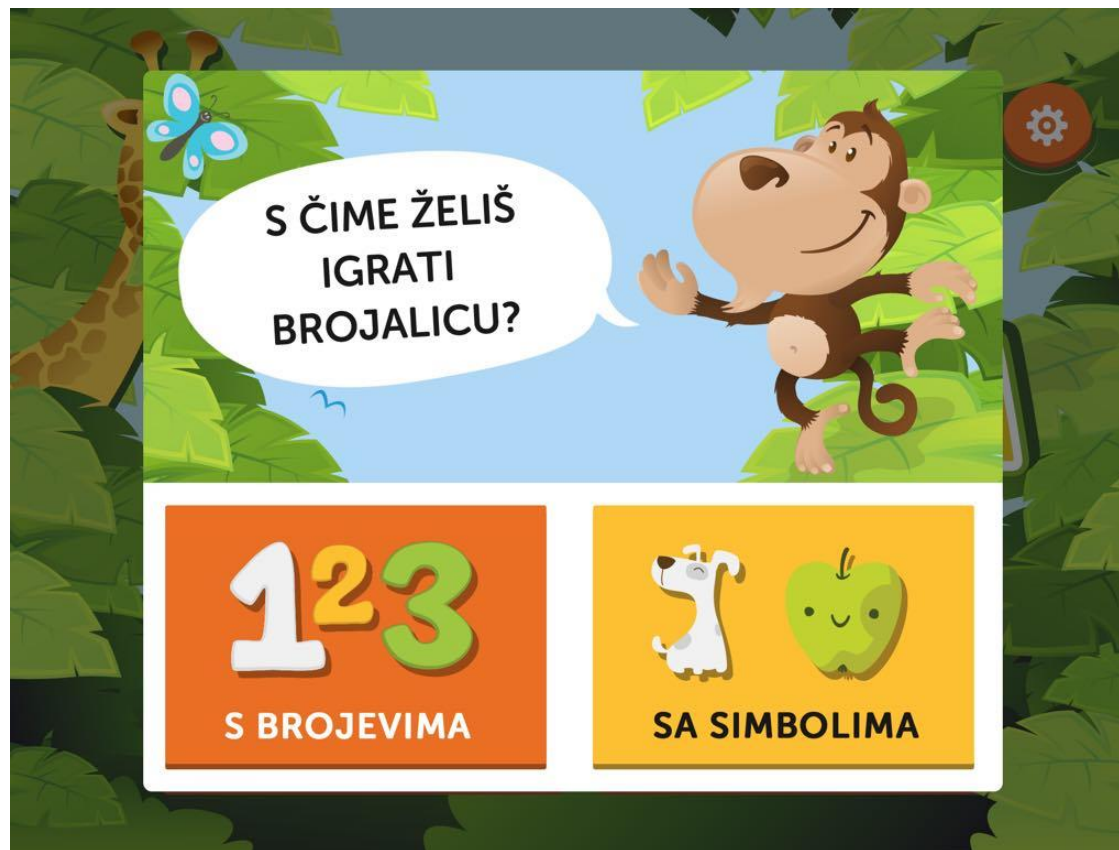 S ČIME ŽELIŠ
IGRATI
BROJALICU?
123
S BROJEVIMA
SA SIMBOLIMA